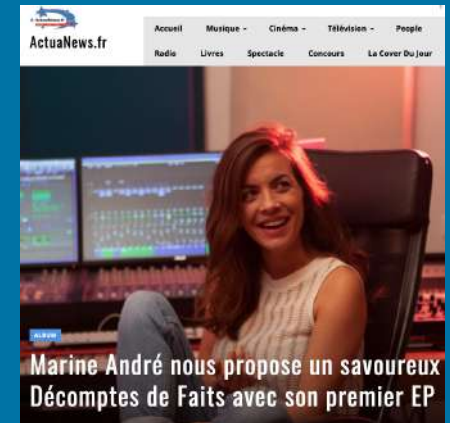 ActuaNews.fr
Accueil Musique Cinéma Télévision People
Radio Livres Spectacle Concours La Cover Du Jour
ALBUM
Marine André nous propose un savoureux
Décomptes de Faits avec son premier EP